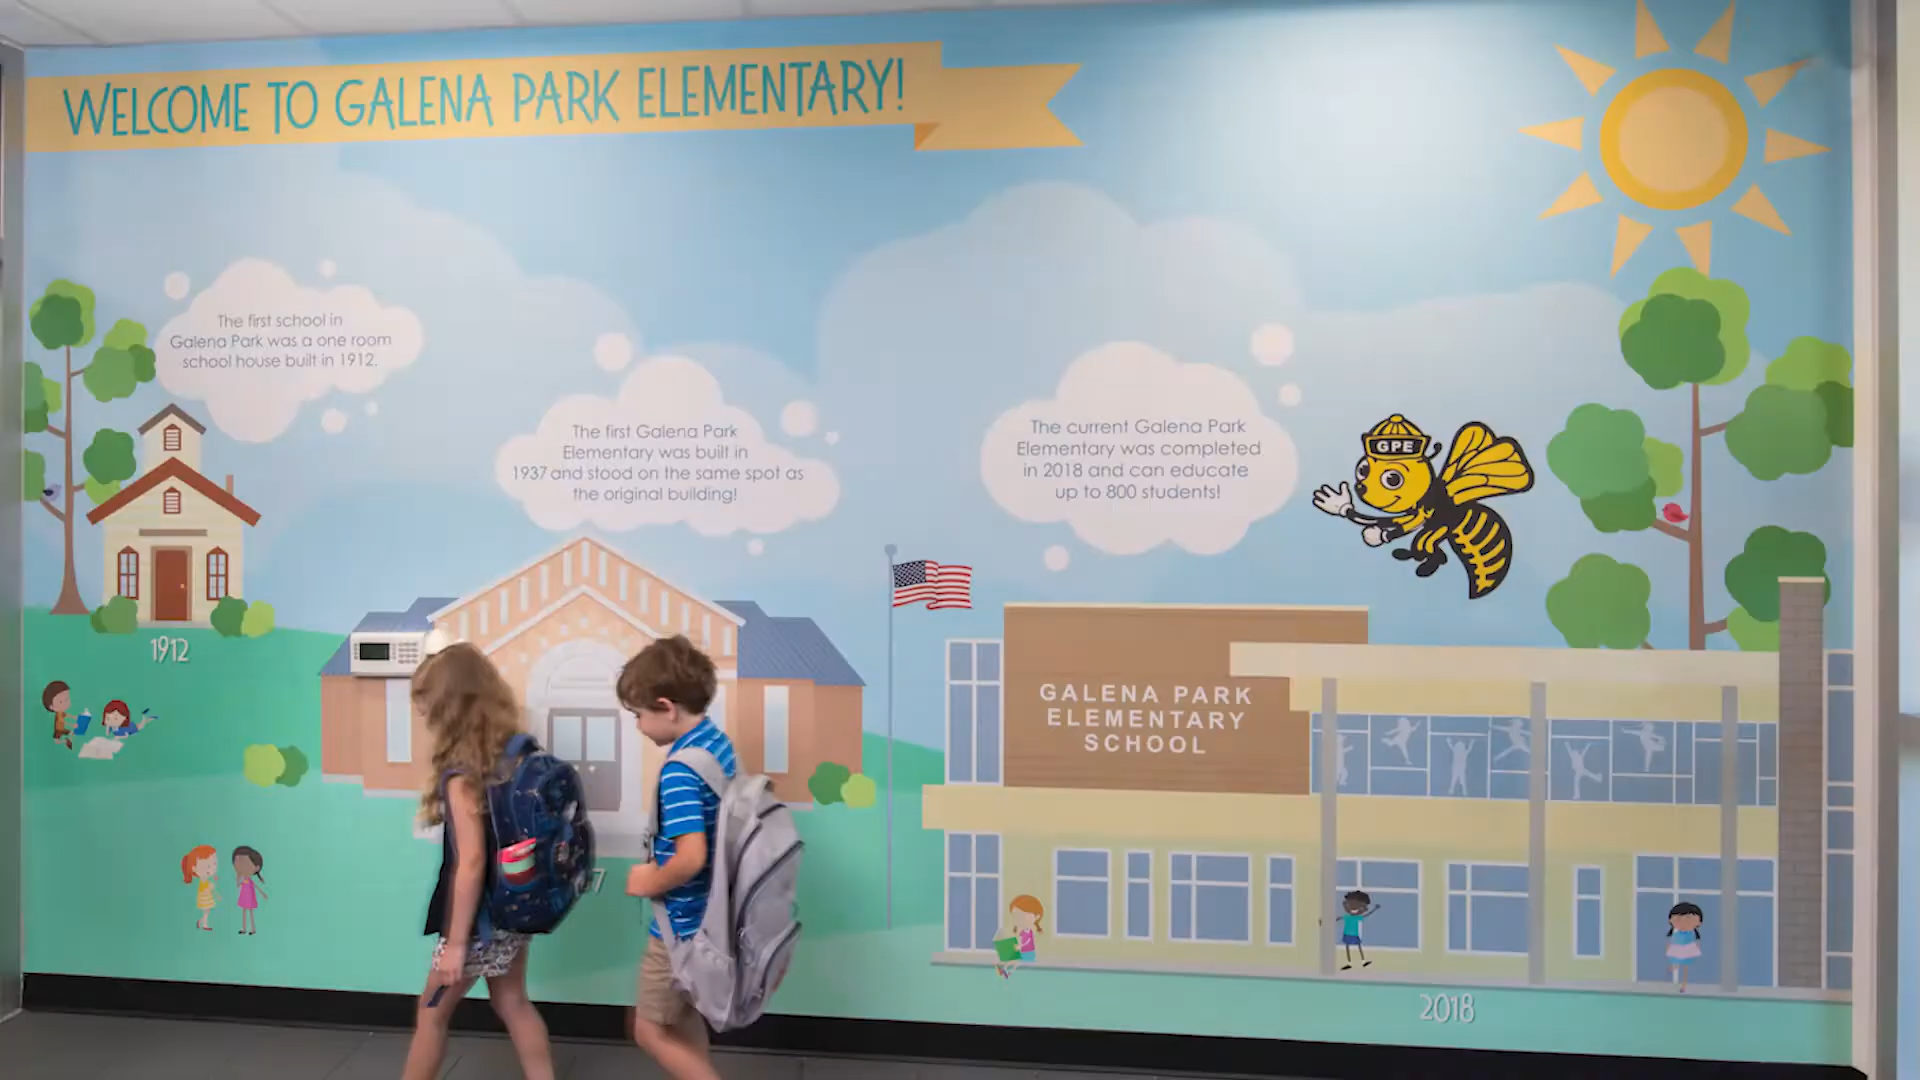 WELCOME TO GALENA PARK ELEMENTARY!
The first school in
Galena Park was a one room
school house built in 1912.
The first Galena Park
Elementary was built in
1937 and stood on the same spot as
the original building!
The current Galena Park
Elementary was completed
in 2018 and can educate
up to 800 students!
GPE
1912
GALENA PARK
ELEMENTARY
SCHOOL
2018